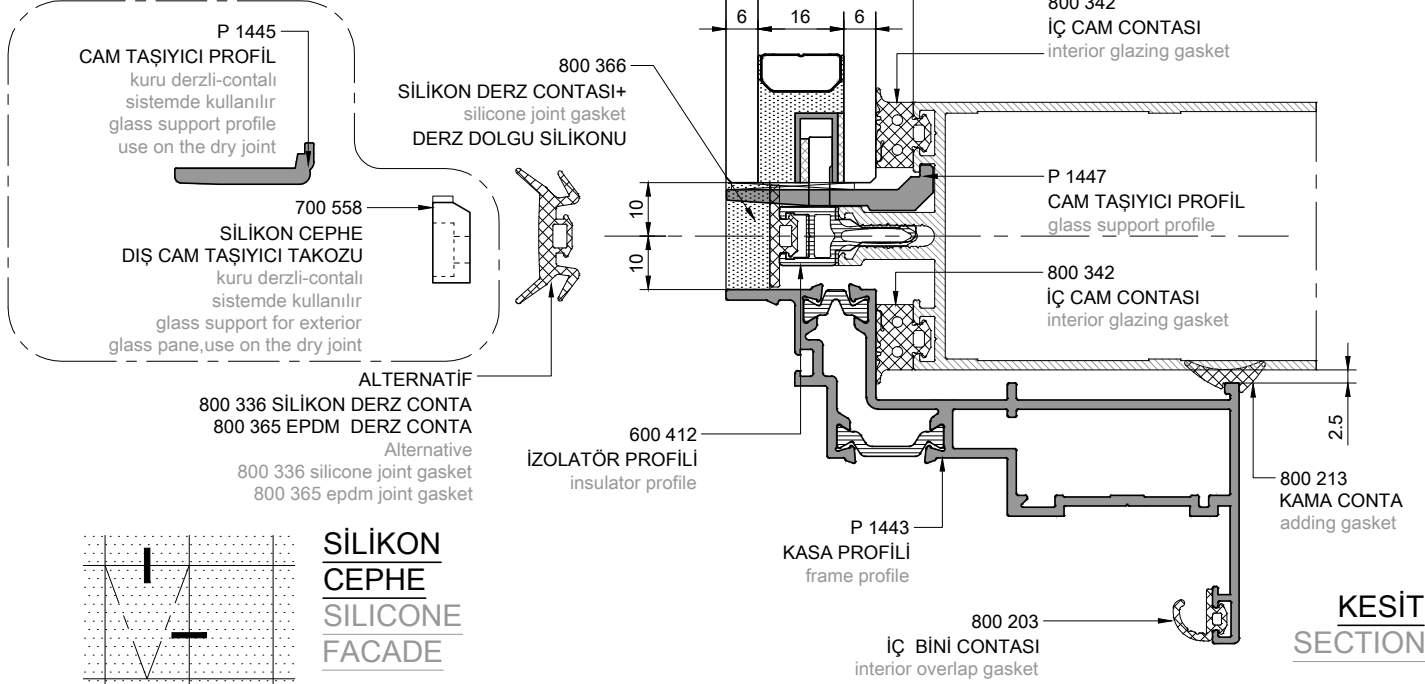 P 1445
CAM TAŞIYICI PROFİL
kuru derzli-contalı
sistemde kullanılır
glass support profile
use on the dry joint
700 558
SİLİKON CEPHE
DIŞ CAM TAŞIYICI TAKOZU
kuru derzli-contalı
sistemde kullanılır
glass support for exterior
glass pane,use on the dry joint
800 366
SİLİKON DERZ CONTASI+
silicone joint gasket
DERZ DOLGU SİLİKONU
6
16
6
800 342
İÇ CAM CONTASI
interior glazing gasket
10
10
P 1447
CAM TAŞIYICI PROFİL
glass support profile
800 342
İÇ CAM CONTASI
interior glazing gasket
ALTERNATİF
800 336 SİLİKON DERZ CONTA
800 365 EPDM DERZ CONTA
Alternative
800 336 silicone joint gasket
800 365 epdm joint gasket
600 412
İZOLATÖR PROFİLİ
insulator profile
2.5
800 213
KAMA CONTA
adding gasket
P 1443
KASA PROFİLİ
frame profile
800 203
İÇ BİNİ CONTASI
interior overlap gasket
SİLİKON
CEPHE
SILICONE
FACADE
KESİT
SECTION